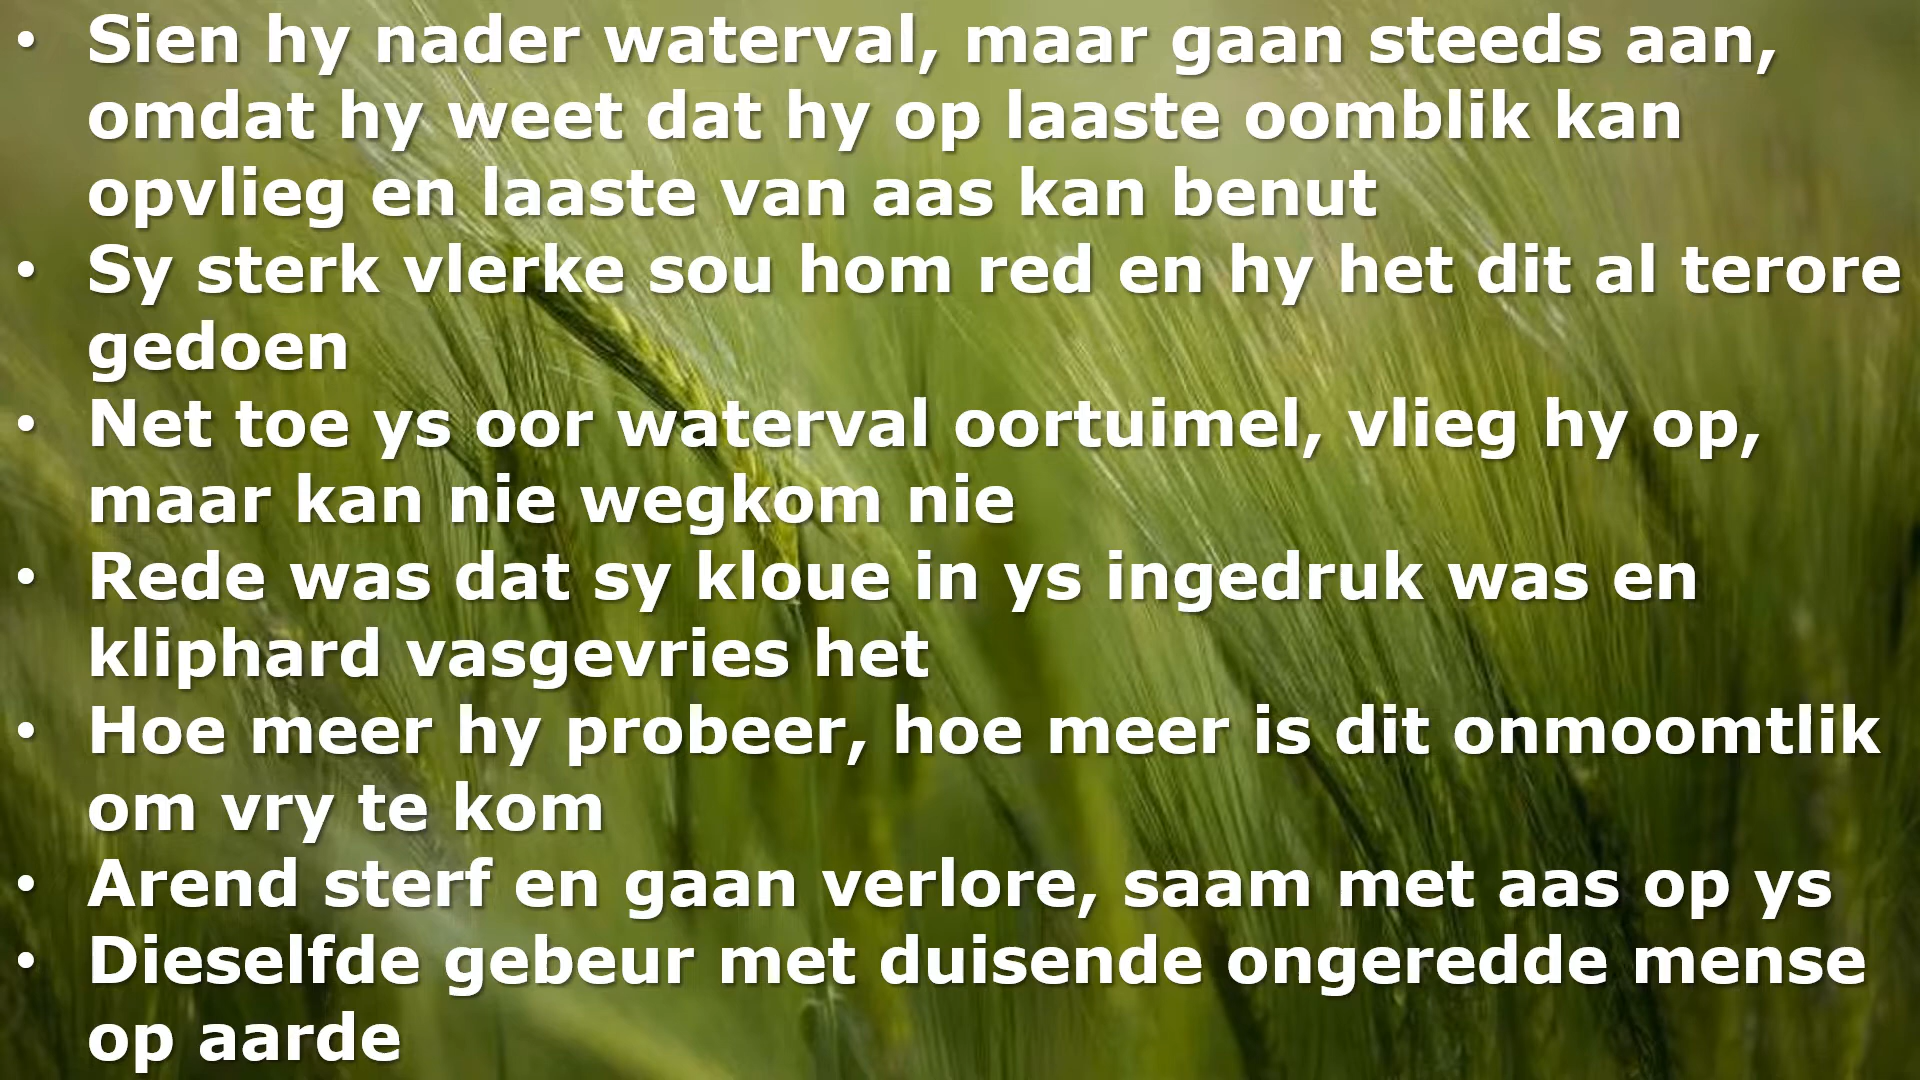 • Sien hy nader waterval, maar gaan steeds aan,
omdat hy weet dat hy op laaste oomblik kan
opvlieg en laaste van aas kan benut
• Sy sterk vlerke sou hom red en hy het dit al terore
gedoen
• Net toe ys oor waterval oortuimel, vlieg hy op,
maar kan nie wegkom nie
• Rede was dat sy kloue in ys ingedruk was en
kliphard vasgevries het
• Hoe meer hy probeer, hoe meer is dit onmoomtlik
om vry te kom
• Arend sterf en gaan verlore, saam met aas op ys
• Dieselfde gebeur met duisende ongeredde mense
op aarde